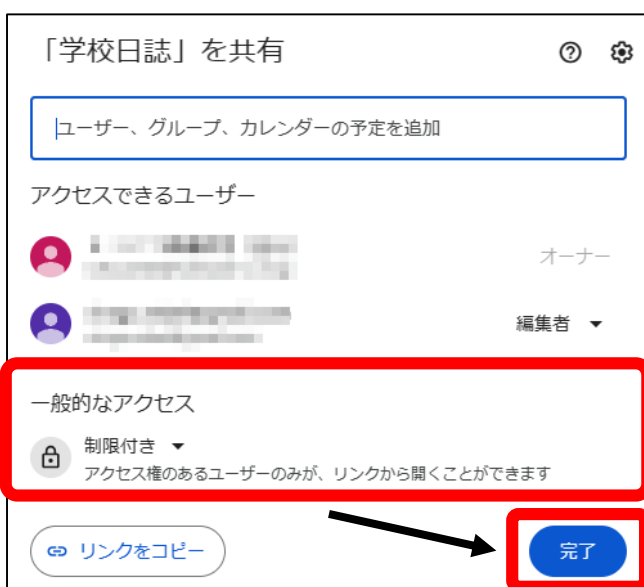 「学校日誌」を共有
ユーザー、グループ、カレンダーの予定を追加
アクセスできるユーザー
オーナー
編集者
一般的なアクセス
制限付き
アクセス権のあるユーザーのみが、リンクから開くことができます
リンクをコピー
完了